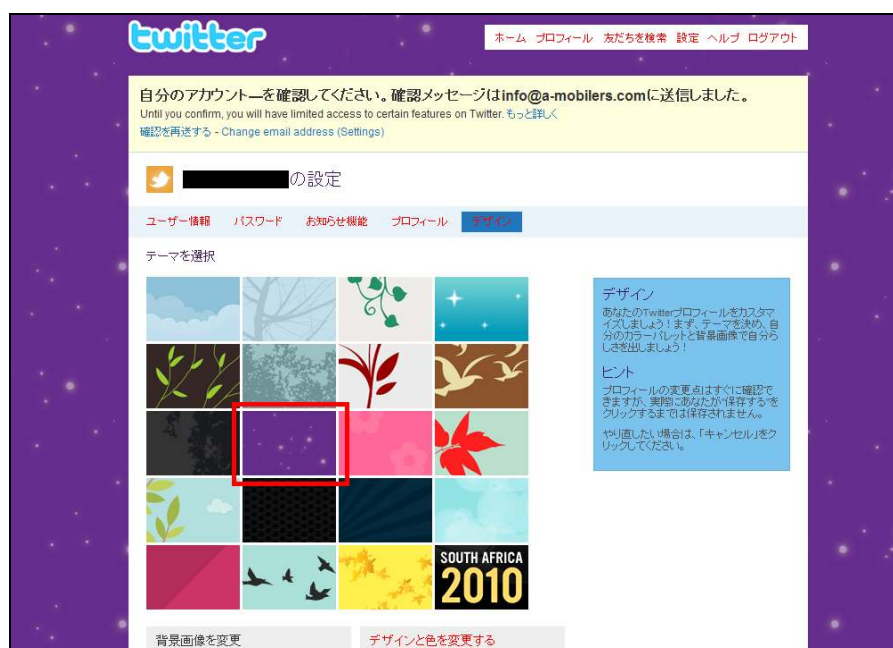 twitter
ホーム プロフィール 友だちを検索 設定 ヘルプ ログアウト
自分のアカウント—を確認してください。確認メッセージはinfo@a-mobilers.comに送信しました。
Until you confirm, you will have limited access to certain features on Twitter. もっと詳しく
確認を再送する - Change email address (Settings)
の設定
ユーザー情報 パスワード お知らせ機能 プロフィール デザイン
テーマを選択
デザイン
あなたのTwitterプロフィールをカスタマ
イズしましょう！まず、テーマを決め、自
分のカラーパレットと背景画像で自分ら
しさを出しましょう！
ヒント
プロフィールの変更点はすぐに確認で
きますが、実際にあなたが"保存する"を
クリックするまでは保存されません。
やり直したい場合は、「キャンセル」をク
リックしてください。
SOUTH AFRICA
2010
背景画像を変更 デザインと色を変更する